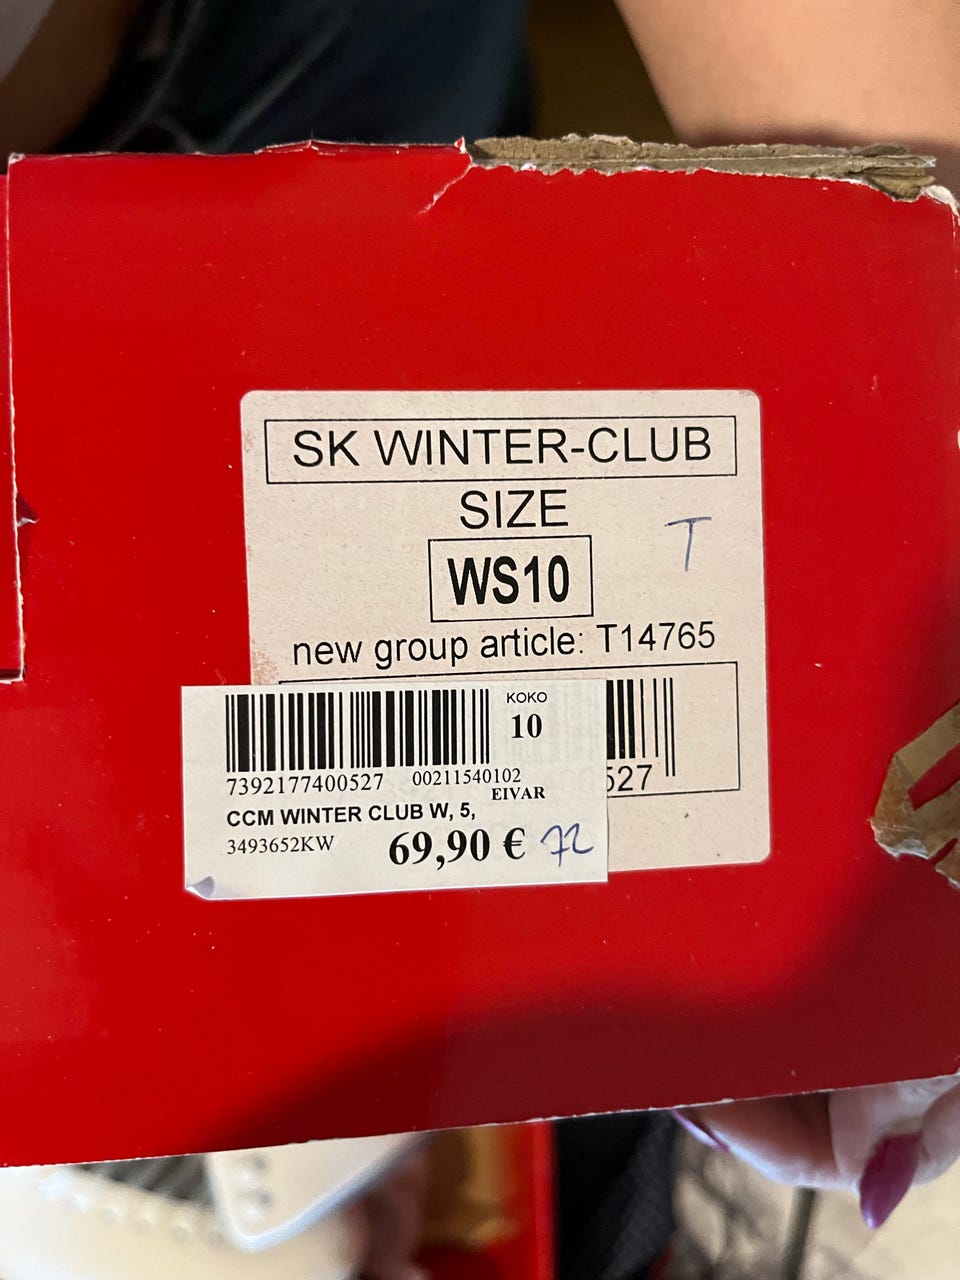 SK WINTER-CLUB
SIZE
T
WS10
new group article: T14765
KOKO
10
7392177400527 00211540102
527
EIVAR
CCM WINTER CLUB W, 5,
3493652KW
69,90 € 72